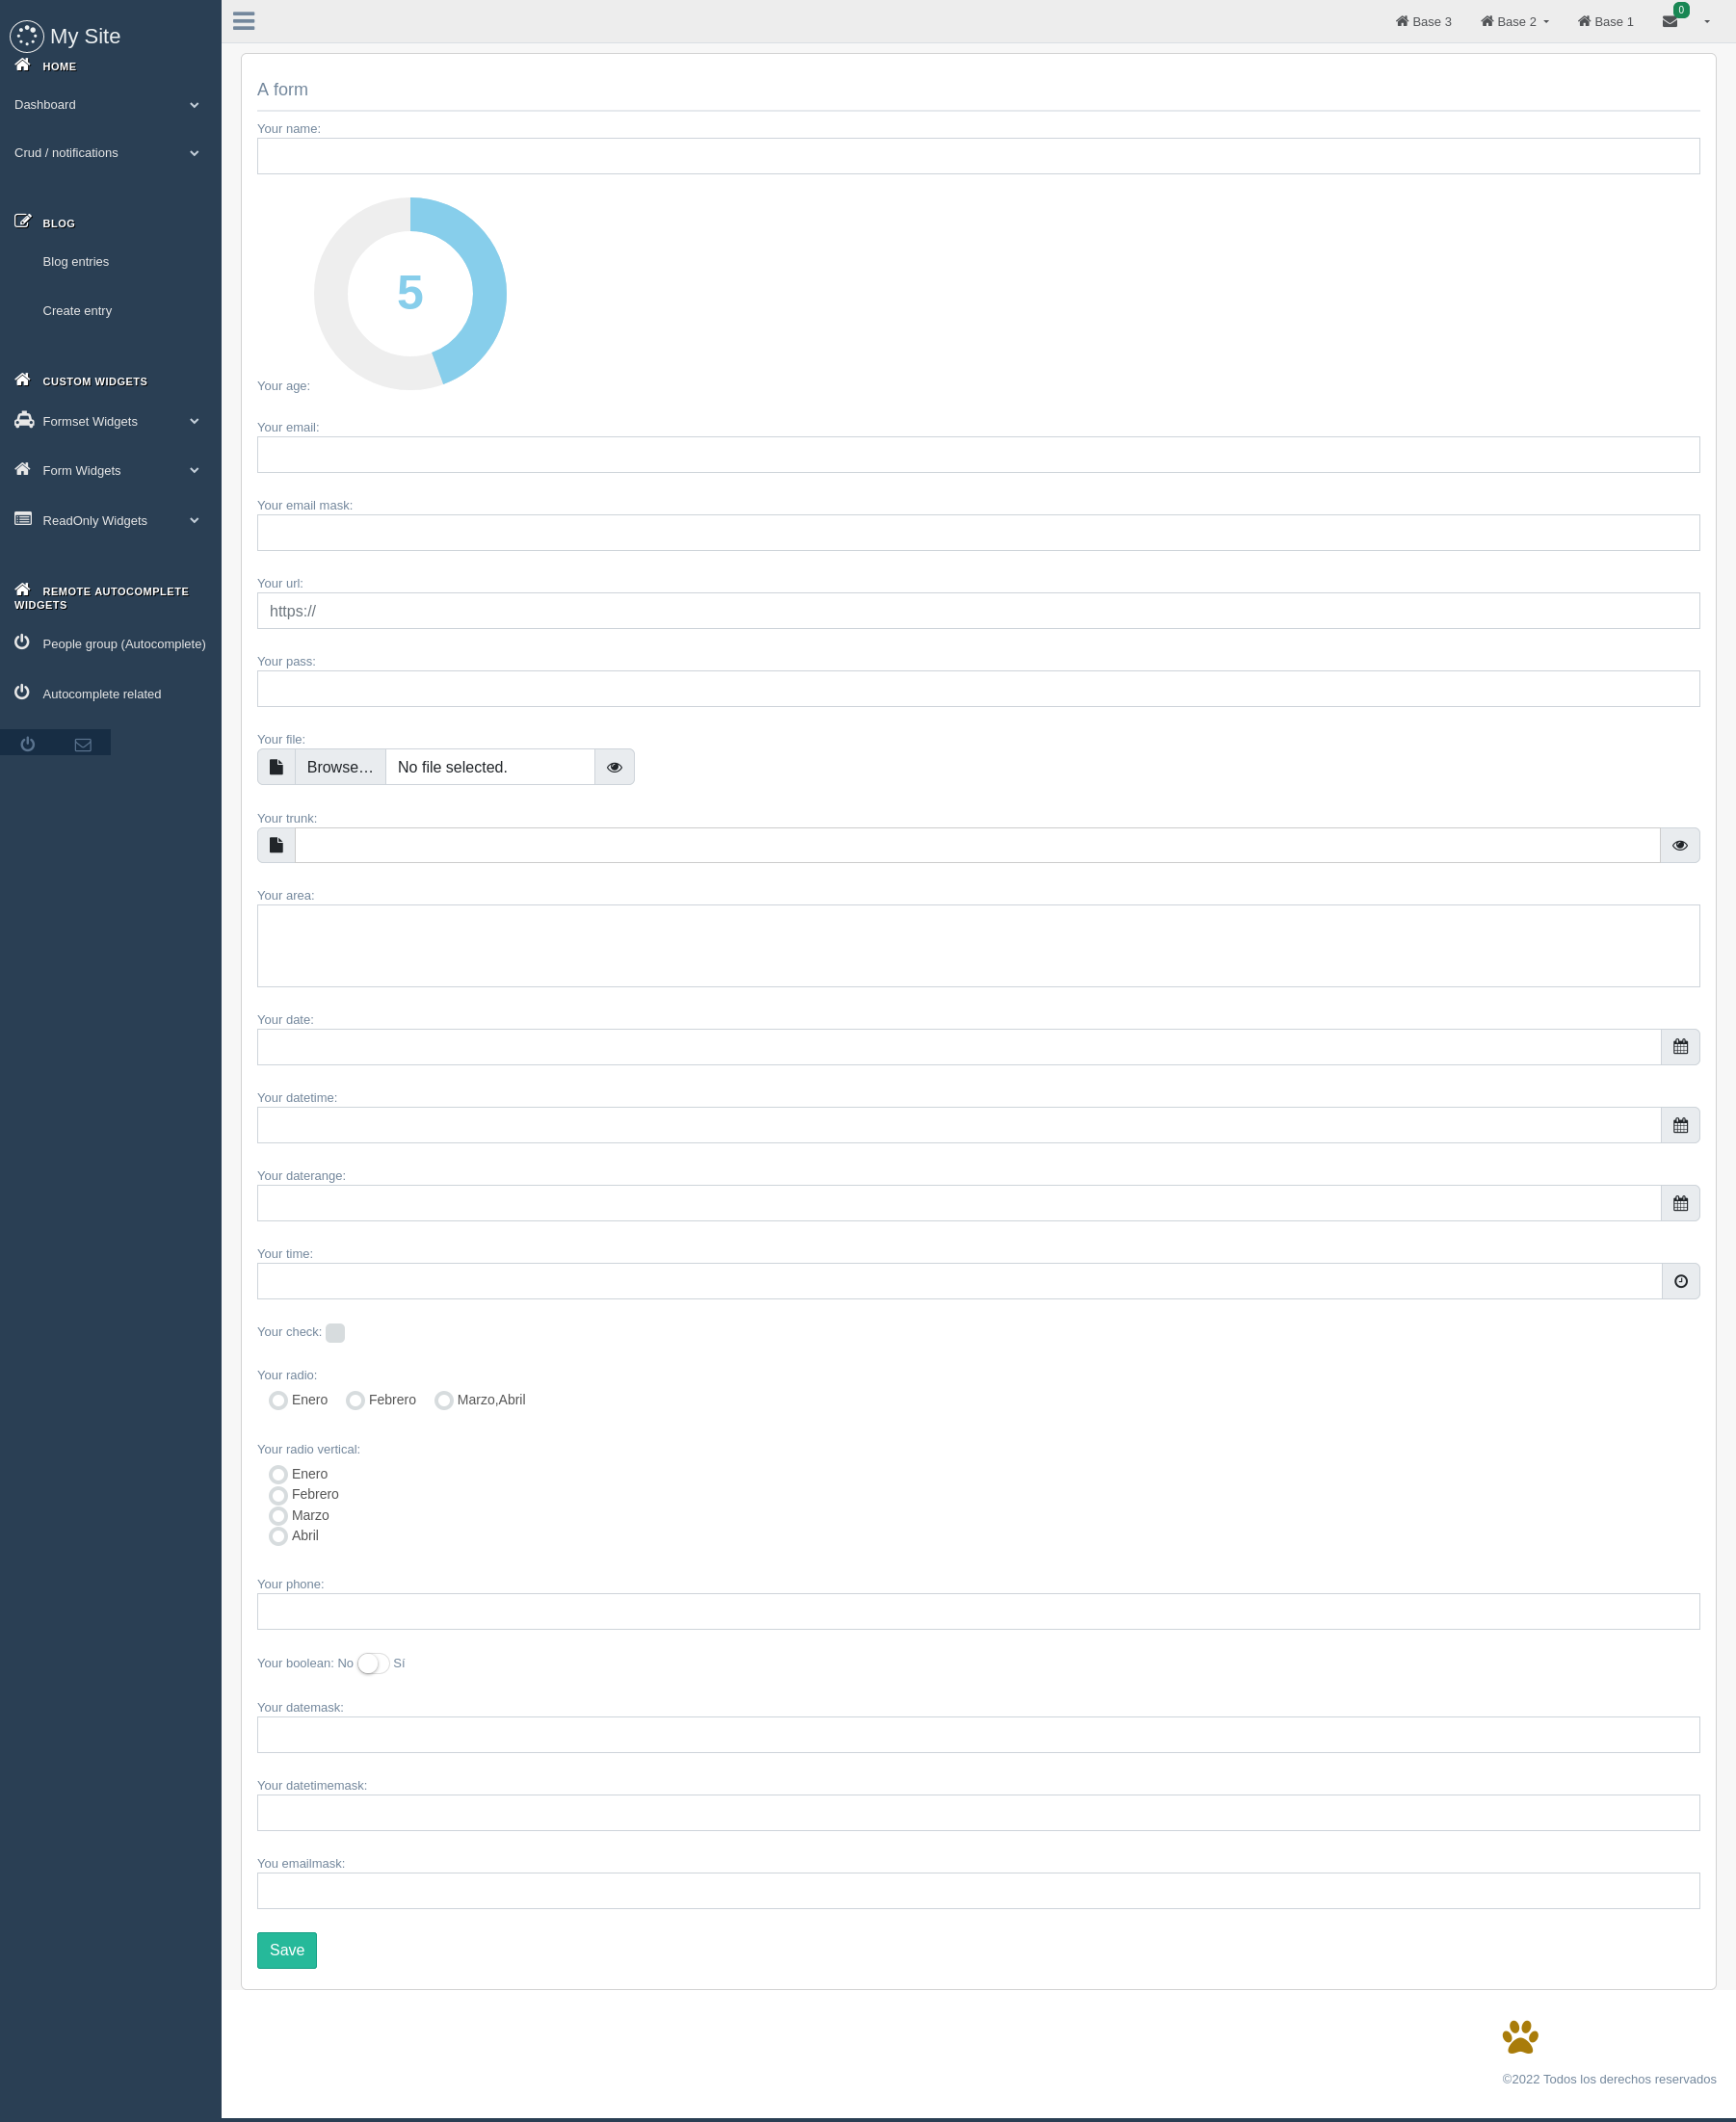 My Site
HOME
Dashboard
Crud / notifications
BLOG
Blog entries
Create entry
CUSTOM WIDGETS
Formset Widgets
Form Widgets
ReadOnly Widgets
REMOTE AUTOCOMPLETE
WIDGETS
People group (Autocomplete)
Autocomplete related
Base 3 Base 2 Base 1 0
A form
Your name:
5
Your age:
Your email:
Your email mask:
Your url:
https://
Your pass:
Your file:
Browse… No file selected.
Your trunk:
Your area:
Your date:
Your datetime:
Your daterange:
Your time:
Your check:
Your radio:
Enero Febrero Marzo,Abril
Your radio vertical:
Enero
Febrero
Marzo
Abril
Your phone:
Your boolean: No Sí
Your datemask:
Your datetimemask:
You emailmask:
Save
©2022 Todos los derechos reservados